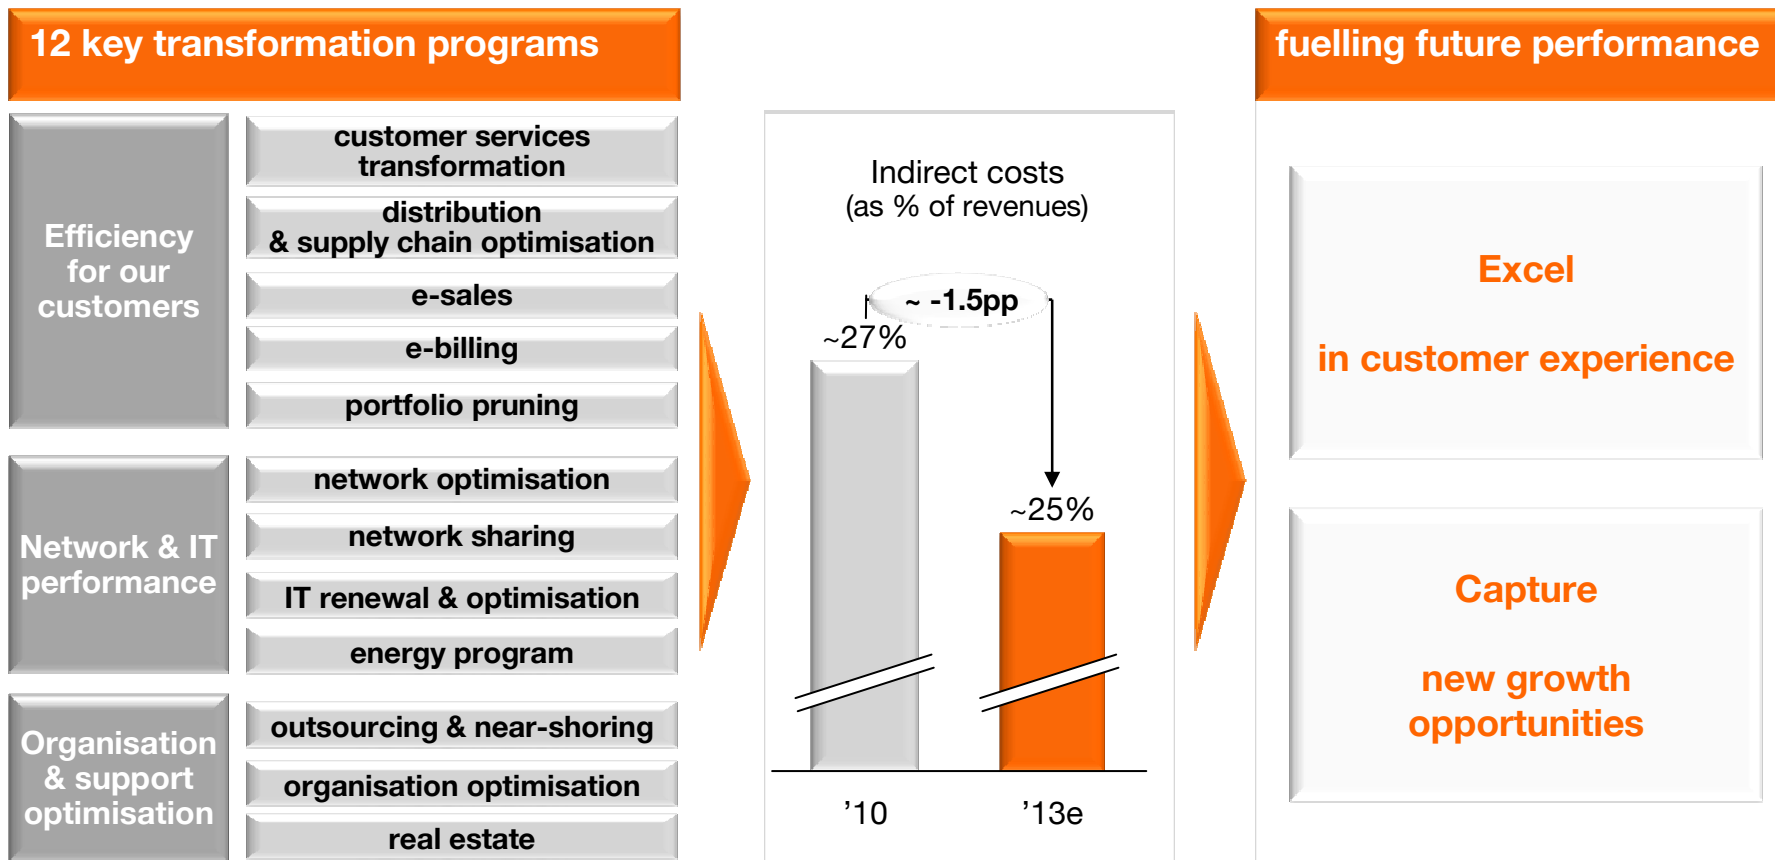 12 key transformation programs
Efficiency
for our
customers
customer services
transformation
distribution
& supply chain optimisation
e-sales
e-billing
portfolio pruning
Network & IT
performance
network optimisation
network sharing
IT renewal & optimisation
energy program
Organisation
& support
optimisation
outsourcing & near-shoring
organisation optimisation
real estate
Indirect costs
(as % of revenues)
~ -1.5pp
~27%
~25%
’10
’13e
fuelling future performance
Excel
in customer experience
Capture
new growth
opportunities